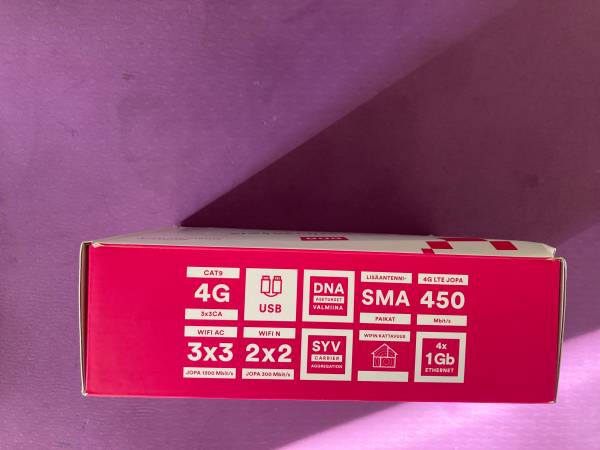 CAT9
4G
3x3CA
USB
DNA
ASETUKSET
VALMIINA
LISÄANTENNI-
SMA
PAIKAT
4G LTE JOPA
450
Mbit/s
WIFI AC
3x3
JOPA 1300 Mbit/s
WIFI N
2x2
JOPA 300 Mbit/s
SYV
CARRIER
AGGREGATION
WIFIN KATTAVUUS
4x
1Gb
ETHERNET